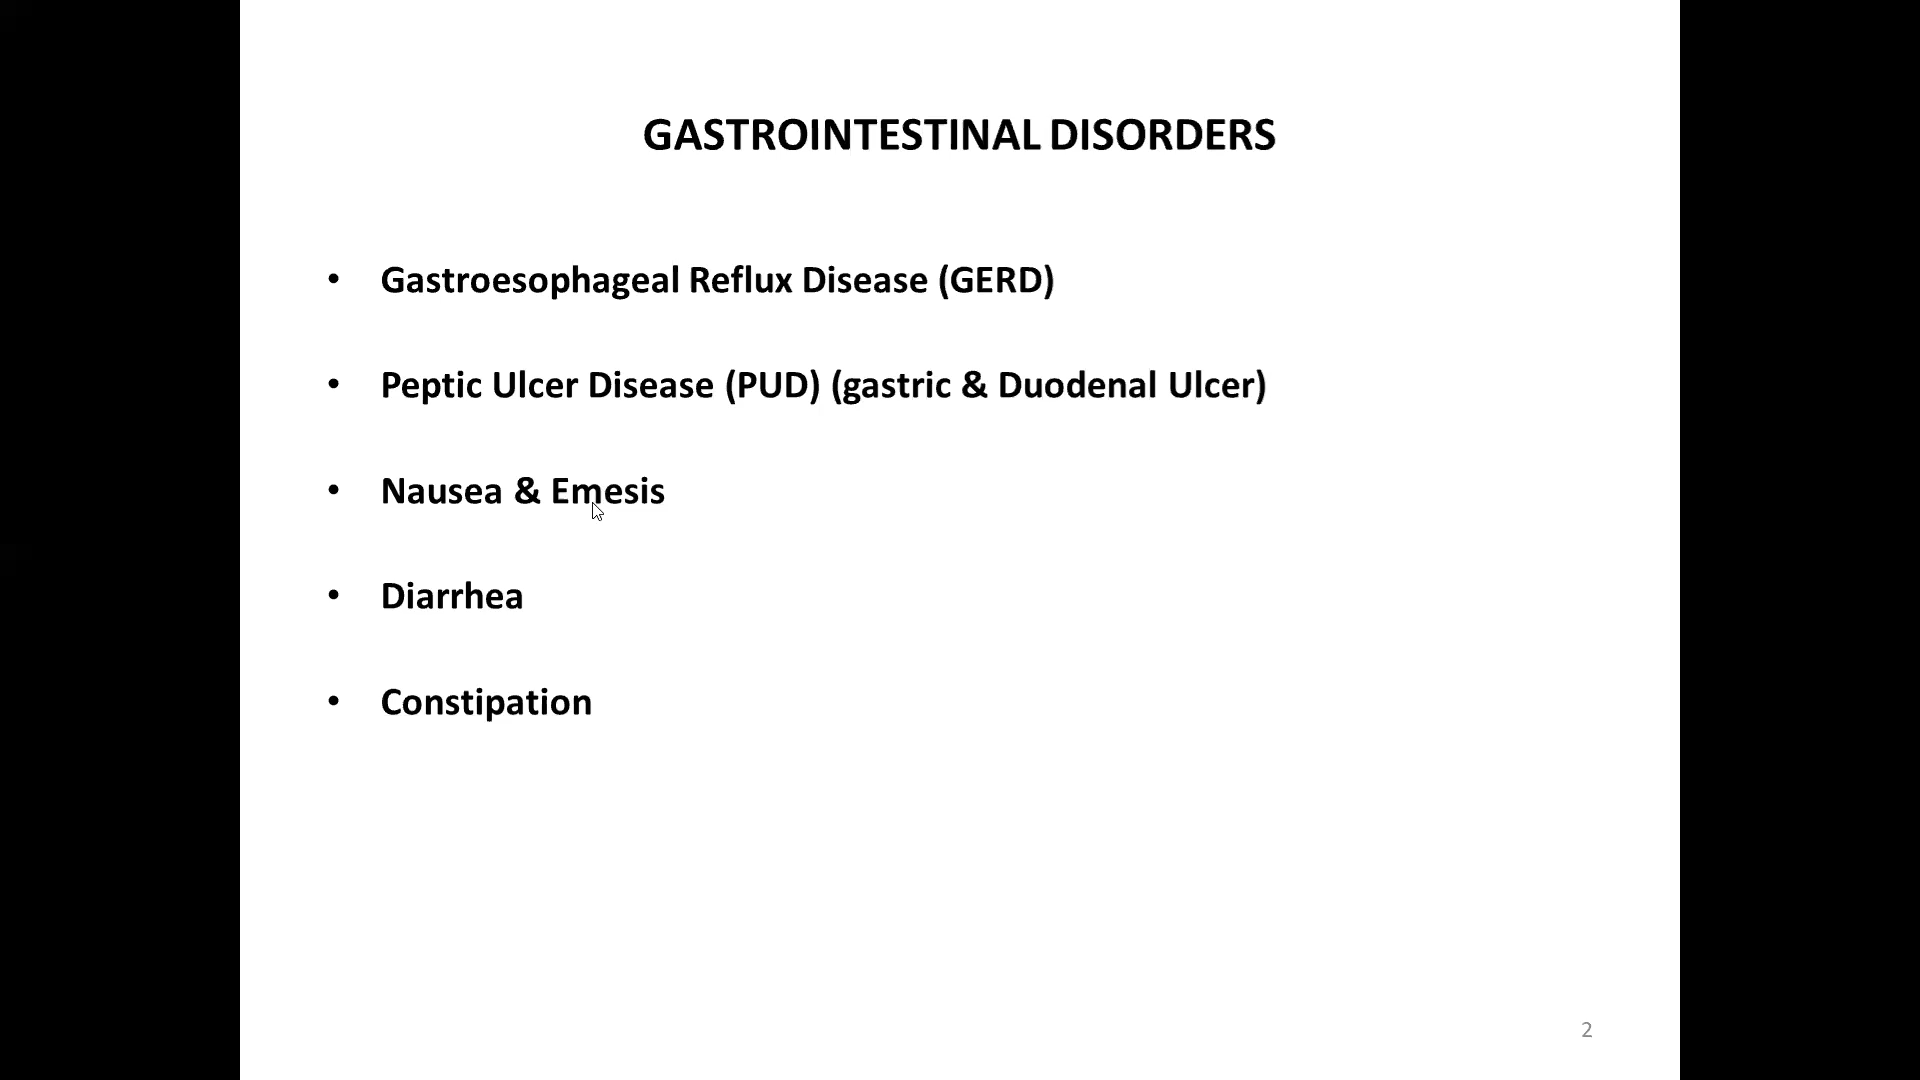 GASTROINTESTINAL DISORDERS
• Gastroesophageal Reflux Disease (GERD)
• Peptic Ulcer Disease (PUD) (gastric & Duodenal Ulcer)
• Nausea & Emesis
• Diarrhea
• Constipation
2